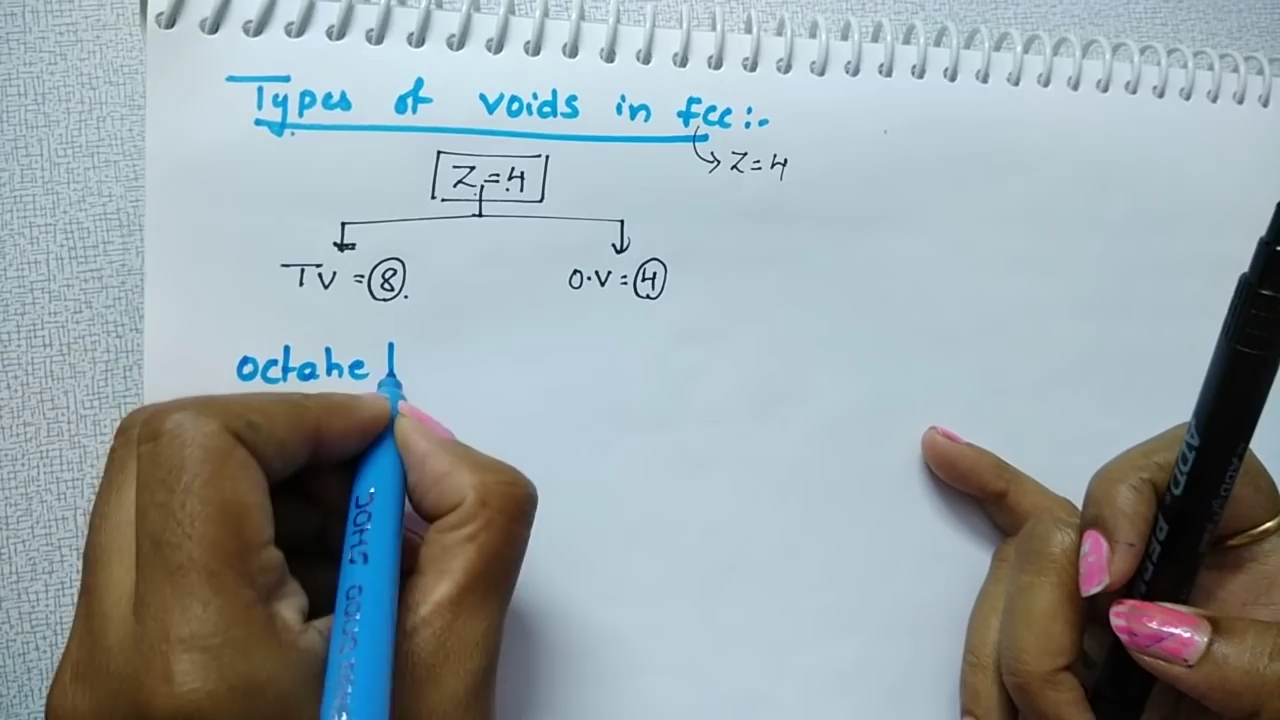 Types of voids in fcc:-
→ Z=4
Z=4
TV = 8
O.V = 4
octahe